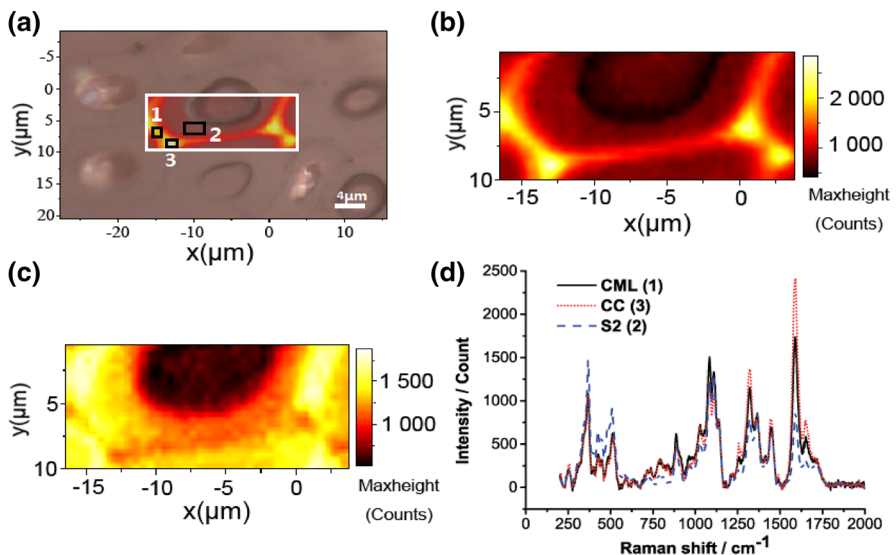 (a)
-5
0
5
10
15
20
y(μm)
1
2
3
4μm
-20
-10
0
10
x(μm)
(b)
5
10
y(μm)
-15
-10
-5
0
x(μm)
2 000
1 000
Maxheight
(Counts)
(c)
5
10
y(μm)
-15
-10
-5
0
x(μm)
1 500
1 000
Maxheight
(Counts)
(d)
2500
2000
1500
1000
500
0
Intensity / Count
CML (1)
CC (3)
S2 (2)
250 500 750 1000 1250 1500 1750 2000
Raman shift / cm-1